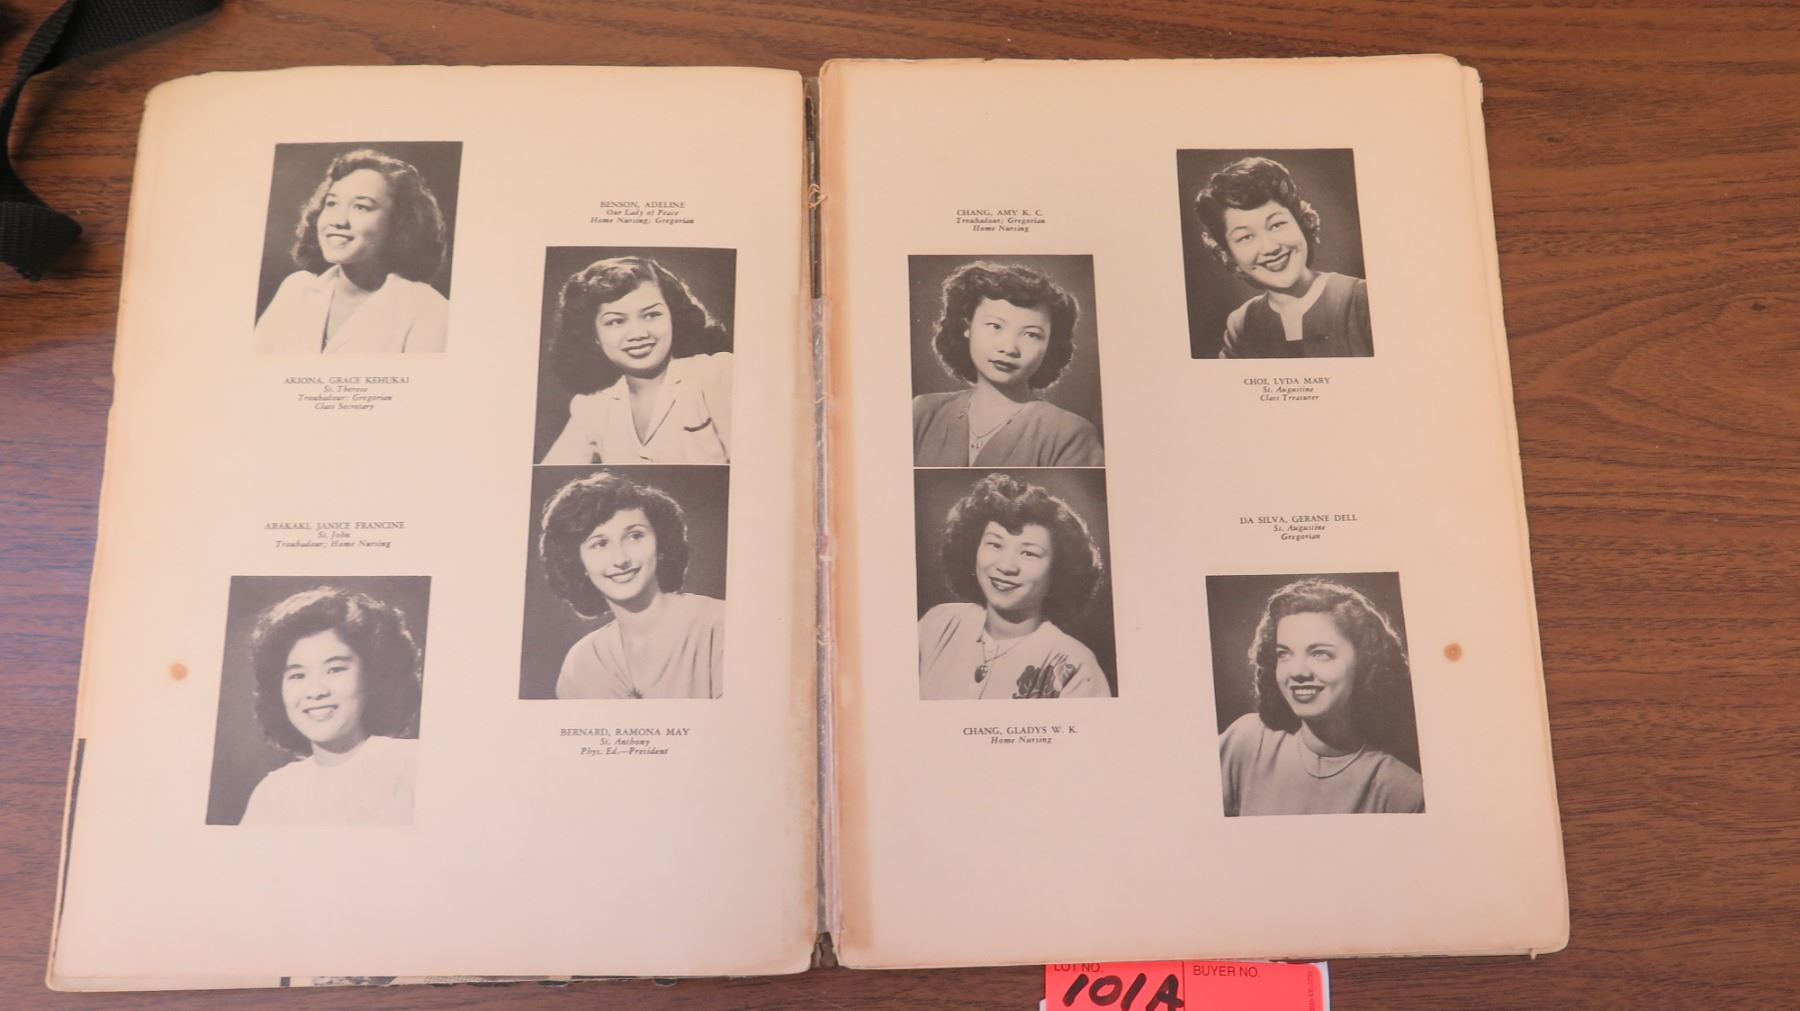 AKIONA, GRACE KEHUKAI
St. Therese
Troubadour; Gregorian
Class Secretary
BENSON, ADELINE
Our Lady of Peace
Home Nursing; Gregorian
ARAKAKI, JANICE FRANCINE
St. John
Troubadour; Home Nursing
BERNARD, RAMONA MAY
St. Anthony
Phys. Ed.—President
CHANG, AMY K. C.
Troubadour; Gregorian
Home Nursing
CHOI, LYDA MARY
St. Augustine
Class Treasurer
CHANG, GLADYS W. K.
Home Nursing
DA SILVA, GERANE DELL
St. Augustine
Gregorian
LOT NO.
101A
BUYER NO.